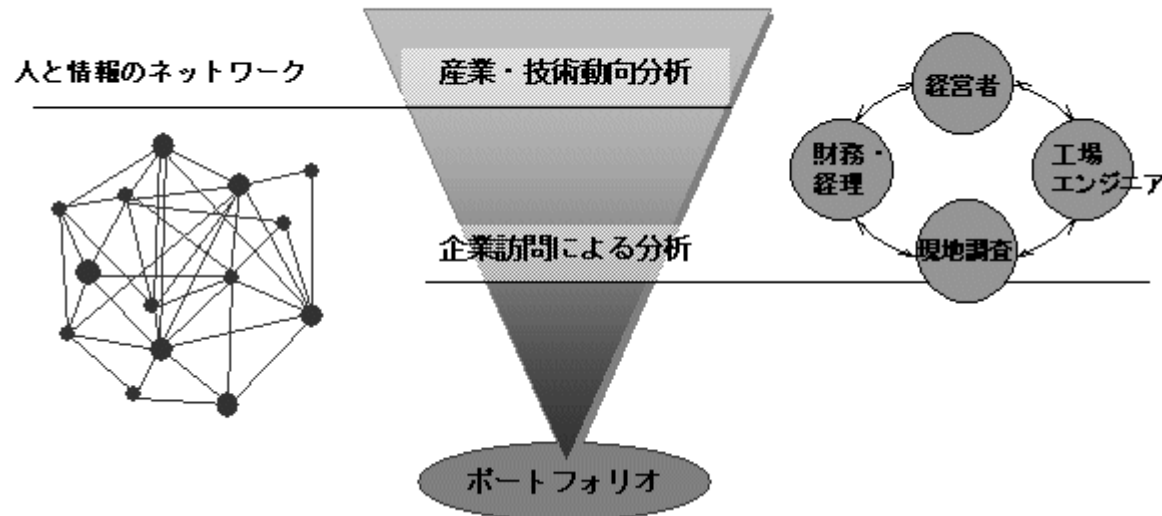 人と情報のネットワーク
産業・技術動向分析
経営者
財務・
経理
工場
エンジニア
企業訪問による分析
現地調査
ポートフォリオ